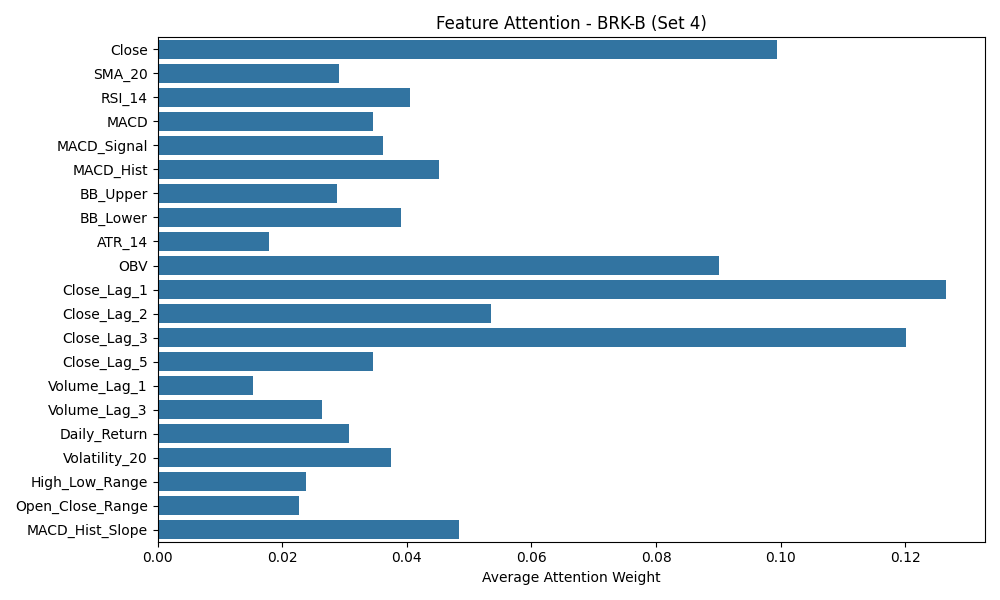 Feature Attention - BRK-B (Set 4)
Close
SMA_20
RSI_14
MACD
MACD_Signal
MACD_Hist
BB_Upper
BB_Lower
ATR_14
OBV
Close_Lag_1
Close_Lag_2
Close_Lag_3
Close_Lag_5
Volume_Lag_1
Volume_Lag_3
Daily_Return
Volatility_20
High_Low_Range
Open_Close_Range
MACD_Hist_Slope
0.00 0.02 0.04 0.06 0.08 0.10 0.12
Average Attention Weight